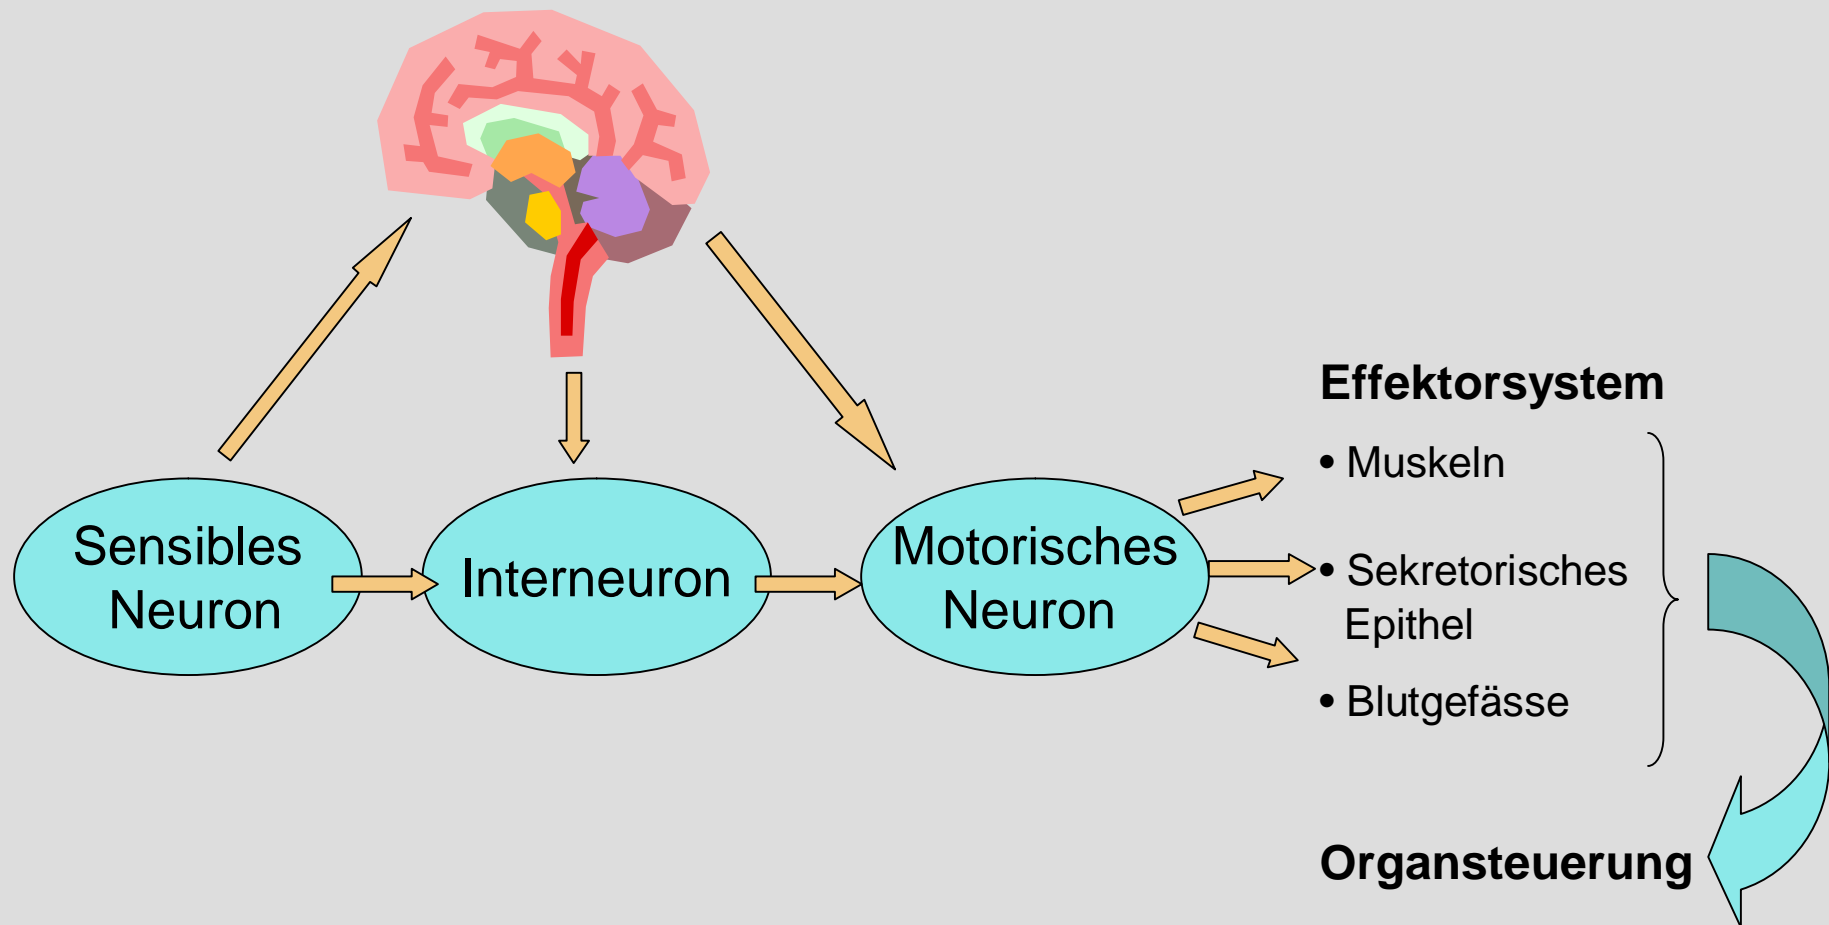 Sensibles
Neuron
Interneuron
Motorisches
Neuron
Effektorsystem
• Muskeln
• Sekretorisches
Epithel
• Blutgefässe
Organsteuerung